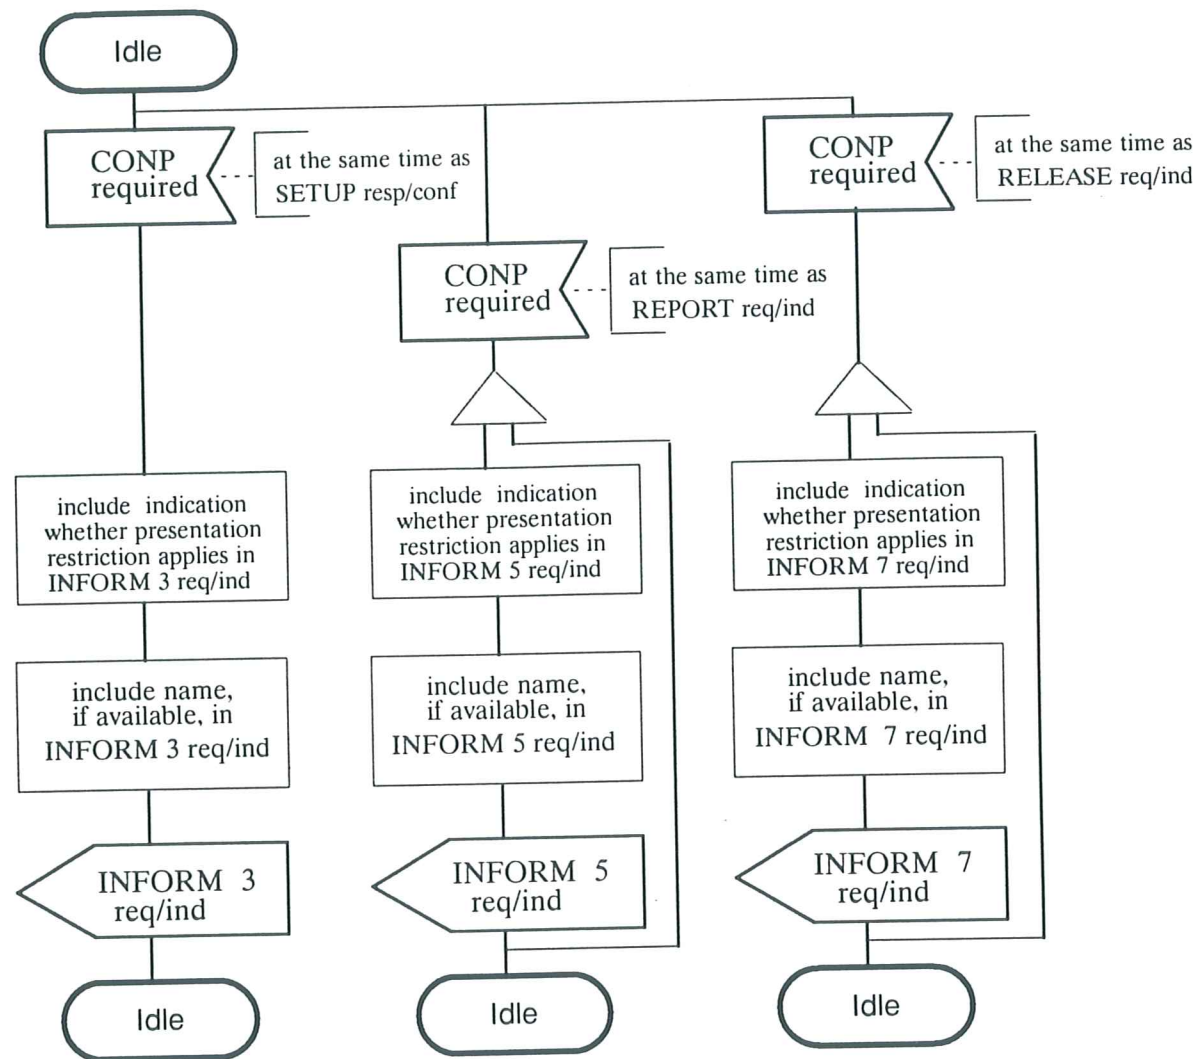 Idle
CONP
required
at the same time as
SETUP resp/conf
CONP
required
at the same time as
REPORT req/ind
CONP
required
at the same time as
RELEASE req/ind
include indication
whether presentation
restriction applies in
INFORM 3 req/ind
include name,
if available, in
INFORM 3 req/ind
INFORM 3
req/ind
Idle
include indication
whether presentation
restriction applies in
INFORM 5 req/ind
include name,
if available, in
INFORM 5 req/ind
INFORM 5
req/ind
Idle
include indication
whether presentation
restriction applies in
INFORM 7 req/ind
include name,
if available, in
INFORM 7 req/ind
INFORM 7
req/ind
Idle